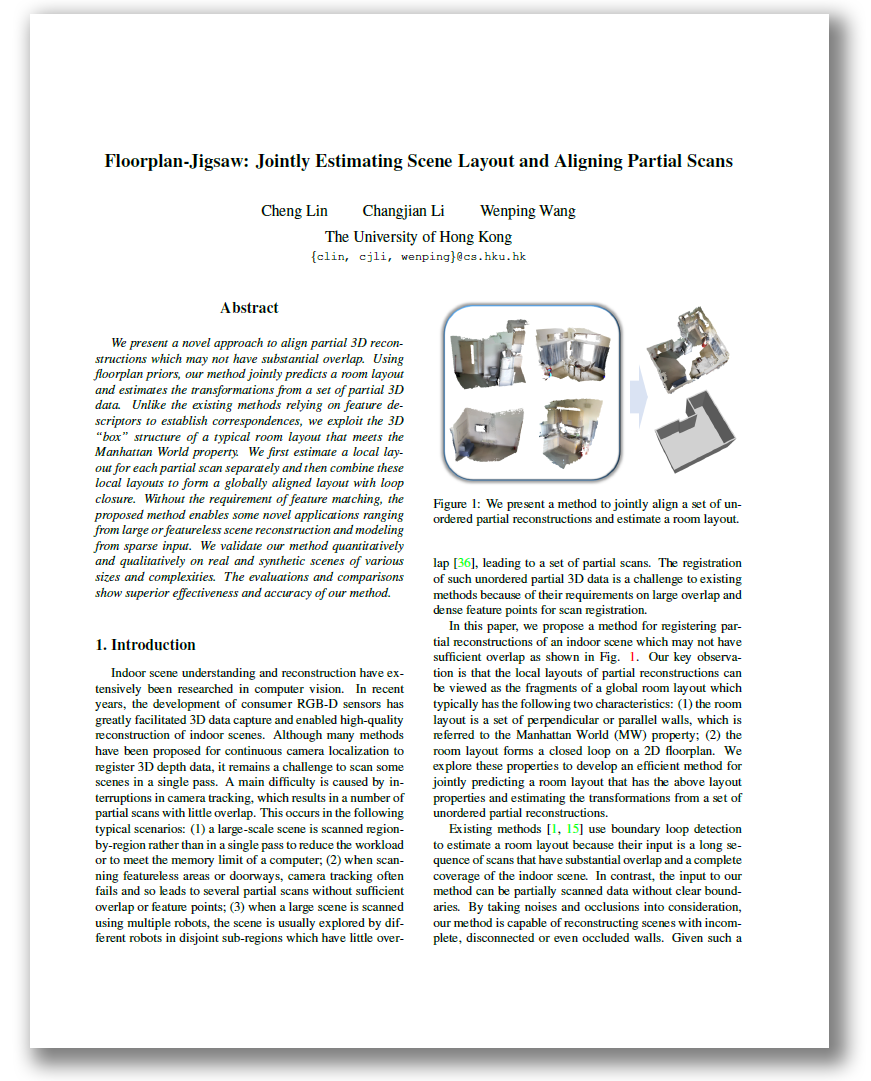 Floorplan-Jigsaw: Jointly Estimating Scene Layout and Aligning Partial Scans
Cheng Lin Changjian Li Wenping Wang
The University of Hong Kong
{clin, cjli, wenping}@cs.hku.hk
Abstract
We present a novel approach to align partial 3D recon-
structions which may not have substantial overlap. Using
floorplan priors, our method jointly predicts a room layout
and estimates the transformations from a set of partial 3D
data. Unlike the existing methods relying on feature de-
scriptors to establish correspondences, we exploit the 3D
“box” structure of a typical room layout that meets the
Manhattan World property. We first estimate a local lay-
out for each partial scan separately and then combine these
local layouts to form a globally aligned layout with loop
closure. Without the requirement of feature matching, the
proposed method enables some novel applications ranging
from large or featureless scene reconstruction and modeling
from sparse input. We validate our method quantitatively
and qualitatively on real and synthetic scenes of various
sizes and complexities. The evaluations and comparisons
show superior effectiveness and accuracy of our method.
1. Introduction
Indoor scene understanding and reconstruction have ex-
tensively been researched in computer vision. In recent
years, the development of consumer RGB-D sensors has
greatly facilitated 3D data capture and enabled high-quality
reconstruction of indoor scenes. Although many methods
have been proposed for continuous camera localization to
register 3D depth data, it remains a challenge to scan some
scenes in a single pass. A main difficulty is caused by in-
terruptions in camera tracking, which results in a number of
partial scans with little overlap. This occurs in the following
typical scenarios: (1) a large-scale scene is scanned region-
by-region rather than in a single pass to reduce the workload
or to meet the memory limit of a computer; (2) when scan-
ning featureless areas or doorways, camera tracking often
fails and so leads to several partial scans without sufficient
overlap or feature points; (3) when a large scene is scanned
using multiple robots, the scene is usually explored by dif-
ferent robots in disjoint sub-regions which have little over-
Figure 1: We present a method to jointly align a set of un-
ordered partial reconstructions and estimate a room layout.
lap [36], leading to a set of partial scans. The registration
of such unordered partial 3D data is a challenge to existing
methods because of their requirements on large overlap and
dense feature points for scan registration.
In this paper, we propose a method for registering par-
tial reconstructions of an indoor scene which may not have
sufficient overlap as shown in Fig. 1. Our key observa-
tion is that the local layouts of partial reconstructions can
be viewed as the fragments of a global room layout which
typically has the following two characteristics: (1) the room
layout is a set of perpendicular or parallel walls, which is
referred to the Manhattan World (MW) property; (2) the
room layout forms a closed loop on a 2D floorplan. We
explore these properties to develop an efficient method for
jointly predicting a room layout that has the above layout
properties and estimating the transformations from a set of
unordered partial reconstructions.
Existing methods [1, 15] use boundary loop detection
to estimate a room layout because their input is a long se-
quence of scans that have substantial overlap and a complete
coverage of the indoor scene. In contrast, the input to our
method can be partially scanned data without clear bound-
aries. By taking noises and occlusions into consideration,
our method is capable of reconstructing scenes with incom-
plete, disconnected or even occluded walls. Given such a